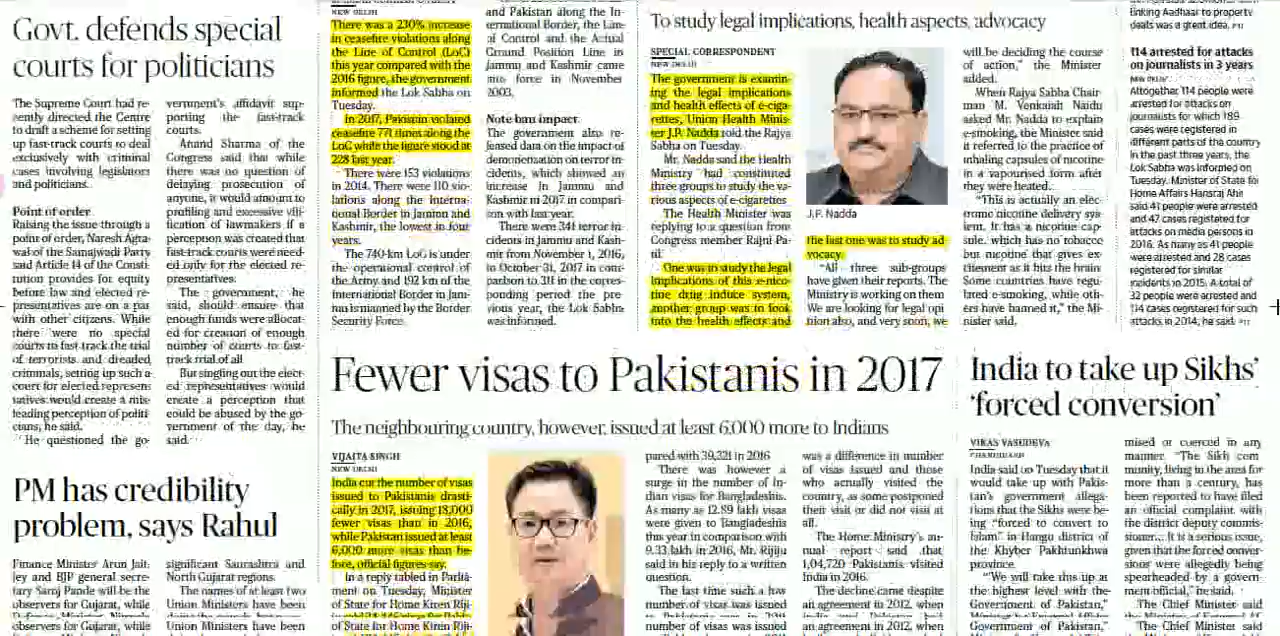 Govt. defends special
courts for politicians
The Supreme Court had re-
cently directed the Centre
to draft a scheme for setting
up fast-track courts to deal
exclusively with criminal
cases involving legislators
and politicians.
Point of order
Raising the issue through a
point of order, Naresh Agra-
wal of the Samajwadi Party
said Article 14 of the Consti-
tution provides for equity
before law and elected re-
presentatives are on a par
with other citizens. While
there were no special
courts to fast-track the trial
of terrorists and dreaded
criminals, setting up such a
court for elected represen-
tatives would create a mis-
leading perception of politi-
cians, he said.
He questioned the go-
vernment's affidavit sup-
porting the fast-track
courts.
Anand Sharma of the
Congress said that while
there was no question of
delaying prosecution of
anyone, it would amount to
profiling and excessive vili-
fication of lawmakers if a
perception was created that
fast-track courts were need-
ed only for the elected re-
presentatives.
The government, he
said, should ensure that
enough funds were allocat-
ed for creation of enough
number of courts to fast-
track trial of all.
But singling out the elect-
ed representatives would
create a perception that
could be abused by the go-
vernment of the day, he
said.
PM has credibility
problem, says Rahul
Finance Minister Arun Jait-
ley and BJP general secre-
tary Saroj Pande will be the
observers for Gujarat, while
observers for Gujarat, while
significant Saurashtra and
North Gujarat regions.
The names of at least two
Union Ministers have been
Union Ministers have been
NEW DELHI
There was a 230% increase
in ceasefire violations along
the Line of Control (LoC)
this year compared with the
2016 figure, the government
informed the Lok Sabha on
Tuesday.
In 2017, Pakistan violated
ceasefire 771 times along the
LoC while the figure stood at
228 last year.
There were 153 violations
in 2014. There were 110 vio-
lations along the Interna-
tional Border in Jammu and
Kashmir, the lowest in four
years.
The 740-km LoC is under
the operational control of
the Army and 192 km of the
International Border in Jam-
mu is manned by the Border
Security Force.
and Pakistan along the In-
ternational Border, the Line
of Control and the Actual
Ground Position Line in
Jammu and Kashmir came
into force in November
2003.
Note ban impact
The government also re-
leased data on the impact of
demonetisation on terror in-
cidents, which showed an
increase in Jammu and
Kashmir in 2017 in compari-
son with last year.
There were 341 terror in-
cidents in Jammu and Kash-
mir from November 1, 2016,
to October 31, 2017 in com-
parison to 311 in the corres-
ponding period the pre-
vious year, the Lok Sabha
was informed.
To study legal implications, health aspects, advocacy
SPECIAL CORRESPONDENT
NEW DELHI
The government is examin-
ing the legal implications
and health effects of e-ciga-
rettes, Union Health Minis-
ter J.P. Nadda told the Rajya
Sabha on Tuesday.
Mr. Nadda said the Health
Ministry had constituted
three groups to study the va-
rious aspects of e-cigarettes
The Health Minister was
replying to a question from
Congress member Rajni Pa-
til.
One was to study the legal
implications of this e-nico-
tine drug induce system,
another group was to look
into the health effects and
J.P. Nadda
the last one was to study ad-
vocacy.
"All three sub-groups
have given their reports. The
Ministry is working on them
We are looking for legal opi-
nion also, and very soon, we
will be deciding the course
of action," the Minister
added.
When Rajya Sabha Chair-
man M. Venkaiah Naidu
asked Mr. Nadda to explain
e-smoking, the Minister said
it referred to the practice of
inhaling capsules of nicotine
in a vapourised form after
they were heated.
"This is actually an elec-
tronic nicotine delivery sys-
tem. It has a nicotine cap-
sule, which has no tobacco
but nicotine that gives ex-
citement as it hits the brain
Some countries have regu-
lated e-smoking, while oth-
ers have banned it," the Mi-
nister said.
linking Aadhaar to property
deals was a great idea. PTI
114 arrested for attacks
on journalists in 3 years
NEW DELHI
Altogether 114 people were
arrested for attacks on
journalists for which 189
cases were registered in
different parts of the country
in the past three years, the
Lok Sabha was informed on
Tuesday. Minister of State for
Home Affairs Hansraj Ahir
said 41 people were arrested
and 47 cases registered for
attacks on media persons in
2016. As many as 41 people
were arrested and 28 cases
registered for similar
incidents in 2015. A total of
32 people were arrested and
114 cases registered for such
attacks in 2014, he said. PTI
Fewer visas to Pakistanis in 2017
The neighbouring country, however, issued at least 6,000 more to Indians
VIJAITA SINGH
NEW DELHI
India cut the number of visas
issued to Pakistanis drasti-
cally in 2017, issuing 18,000
fewer visas than in 2016,
while Pakistan issued at least
6,000 more visas than be-
fore, official figures say.
In a reply tabled in Parlia-
ment on Tuesday, Minister
of State for Home Kiren Riji-
of State for Home Kiren Riji-
pared with 39,221 in 2016
There was however a
surge in the number of In-
dian visas for Bangladeshis.
As many as 12.89 lakh visas
were given to Bangladeshis
this year in comparison with
9.33 lakh in 2016, Mr. Rijiju
said in his reply to a written
question.
The last time such a low
number of visas was issued
number of visas was issued
was a difference in number
of visas issued and those
who actually visited the
country, as some postponed
their visit or did not visit at
all.
The Home Ministry's an-
nual report said that
1,04,720 Pakistanis visited
India in 2016.
The decline came despite
an agreement in 2012, when
an agreement in 2012, when
India to take up Sikhs'
'forced conversion'
VIKAS VASUDEVA
CHANDIGARH
India said on Tuesday that it
would take up with Pakis-
tan's government allega-
tions that the Sikhs were be-
ing "forced to convert to
Islam" in Hangu district of
the Khyber Pakhtunkhwa
province.
"We will take this up at
the highest level with the
Government of Pakistan,"
Government of Pakistan,"
mised or coerced in any
manner. "The Sikh com-
munity, living in the area for
more than a century, has
been reported to have filed
an official complaint with
the district deputy commis-
sioner... It is a serious issue,
given that the forced conver-
sions were allegedly being
spearheaded by a govern-
ment official," he said.
The Chief Minister said
The Chief Minister said